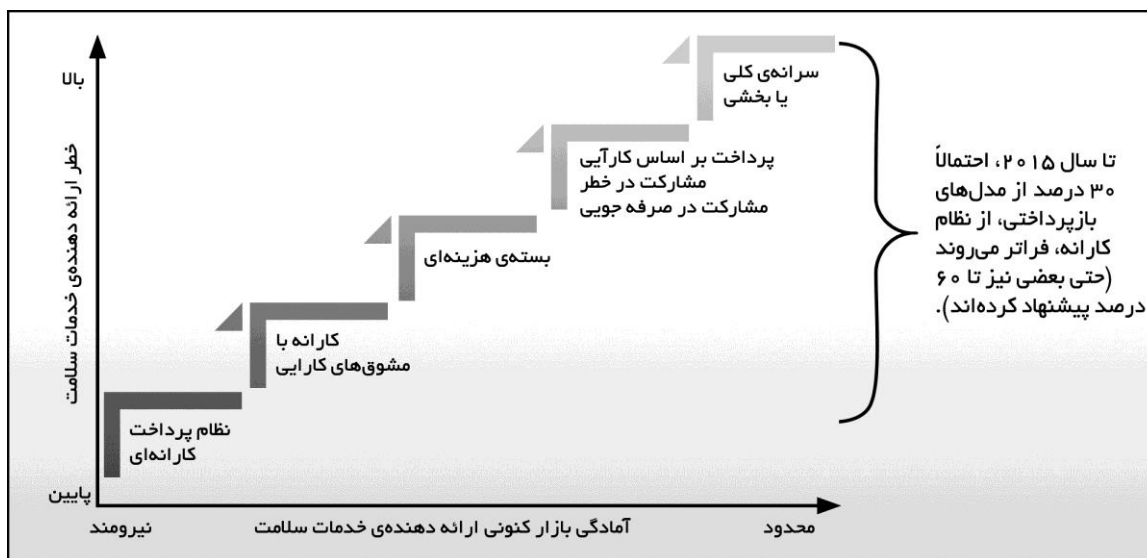 بالا
خطر ارائه دهنده‌ی خدمات سلامت
پایین
سرانه‌ی کلی
یا بخشی
پرداخت بر اساس کارآیی
مشارکت در خطر
مشارکت در صرفه جویی
بسته‌ی هزینه‌ای
کارانه با
مشوق‌های کارایی
نظام پرداخت
کارانه‌ای
تا سال ۲۰۱۵، احتمالاً
۳۰ درصد از مدل‌های
بازپرداختی، از نظام
کارانه، فراتر می‌روند
(حتی بعضی نیز تا ۶۰
درصد پیشنهاد کرده‌اند).
محدود
آمادگی بازار کنونی ارائه دهنده‌ی خدمات سلامت
نیرومند